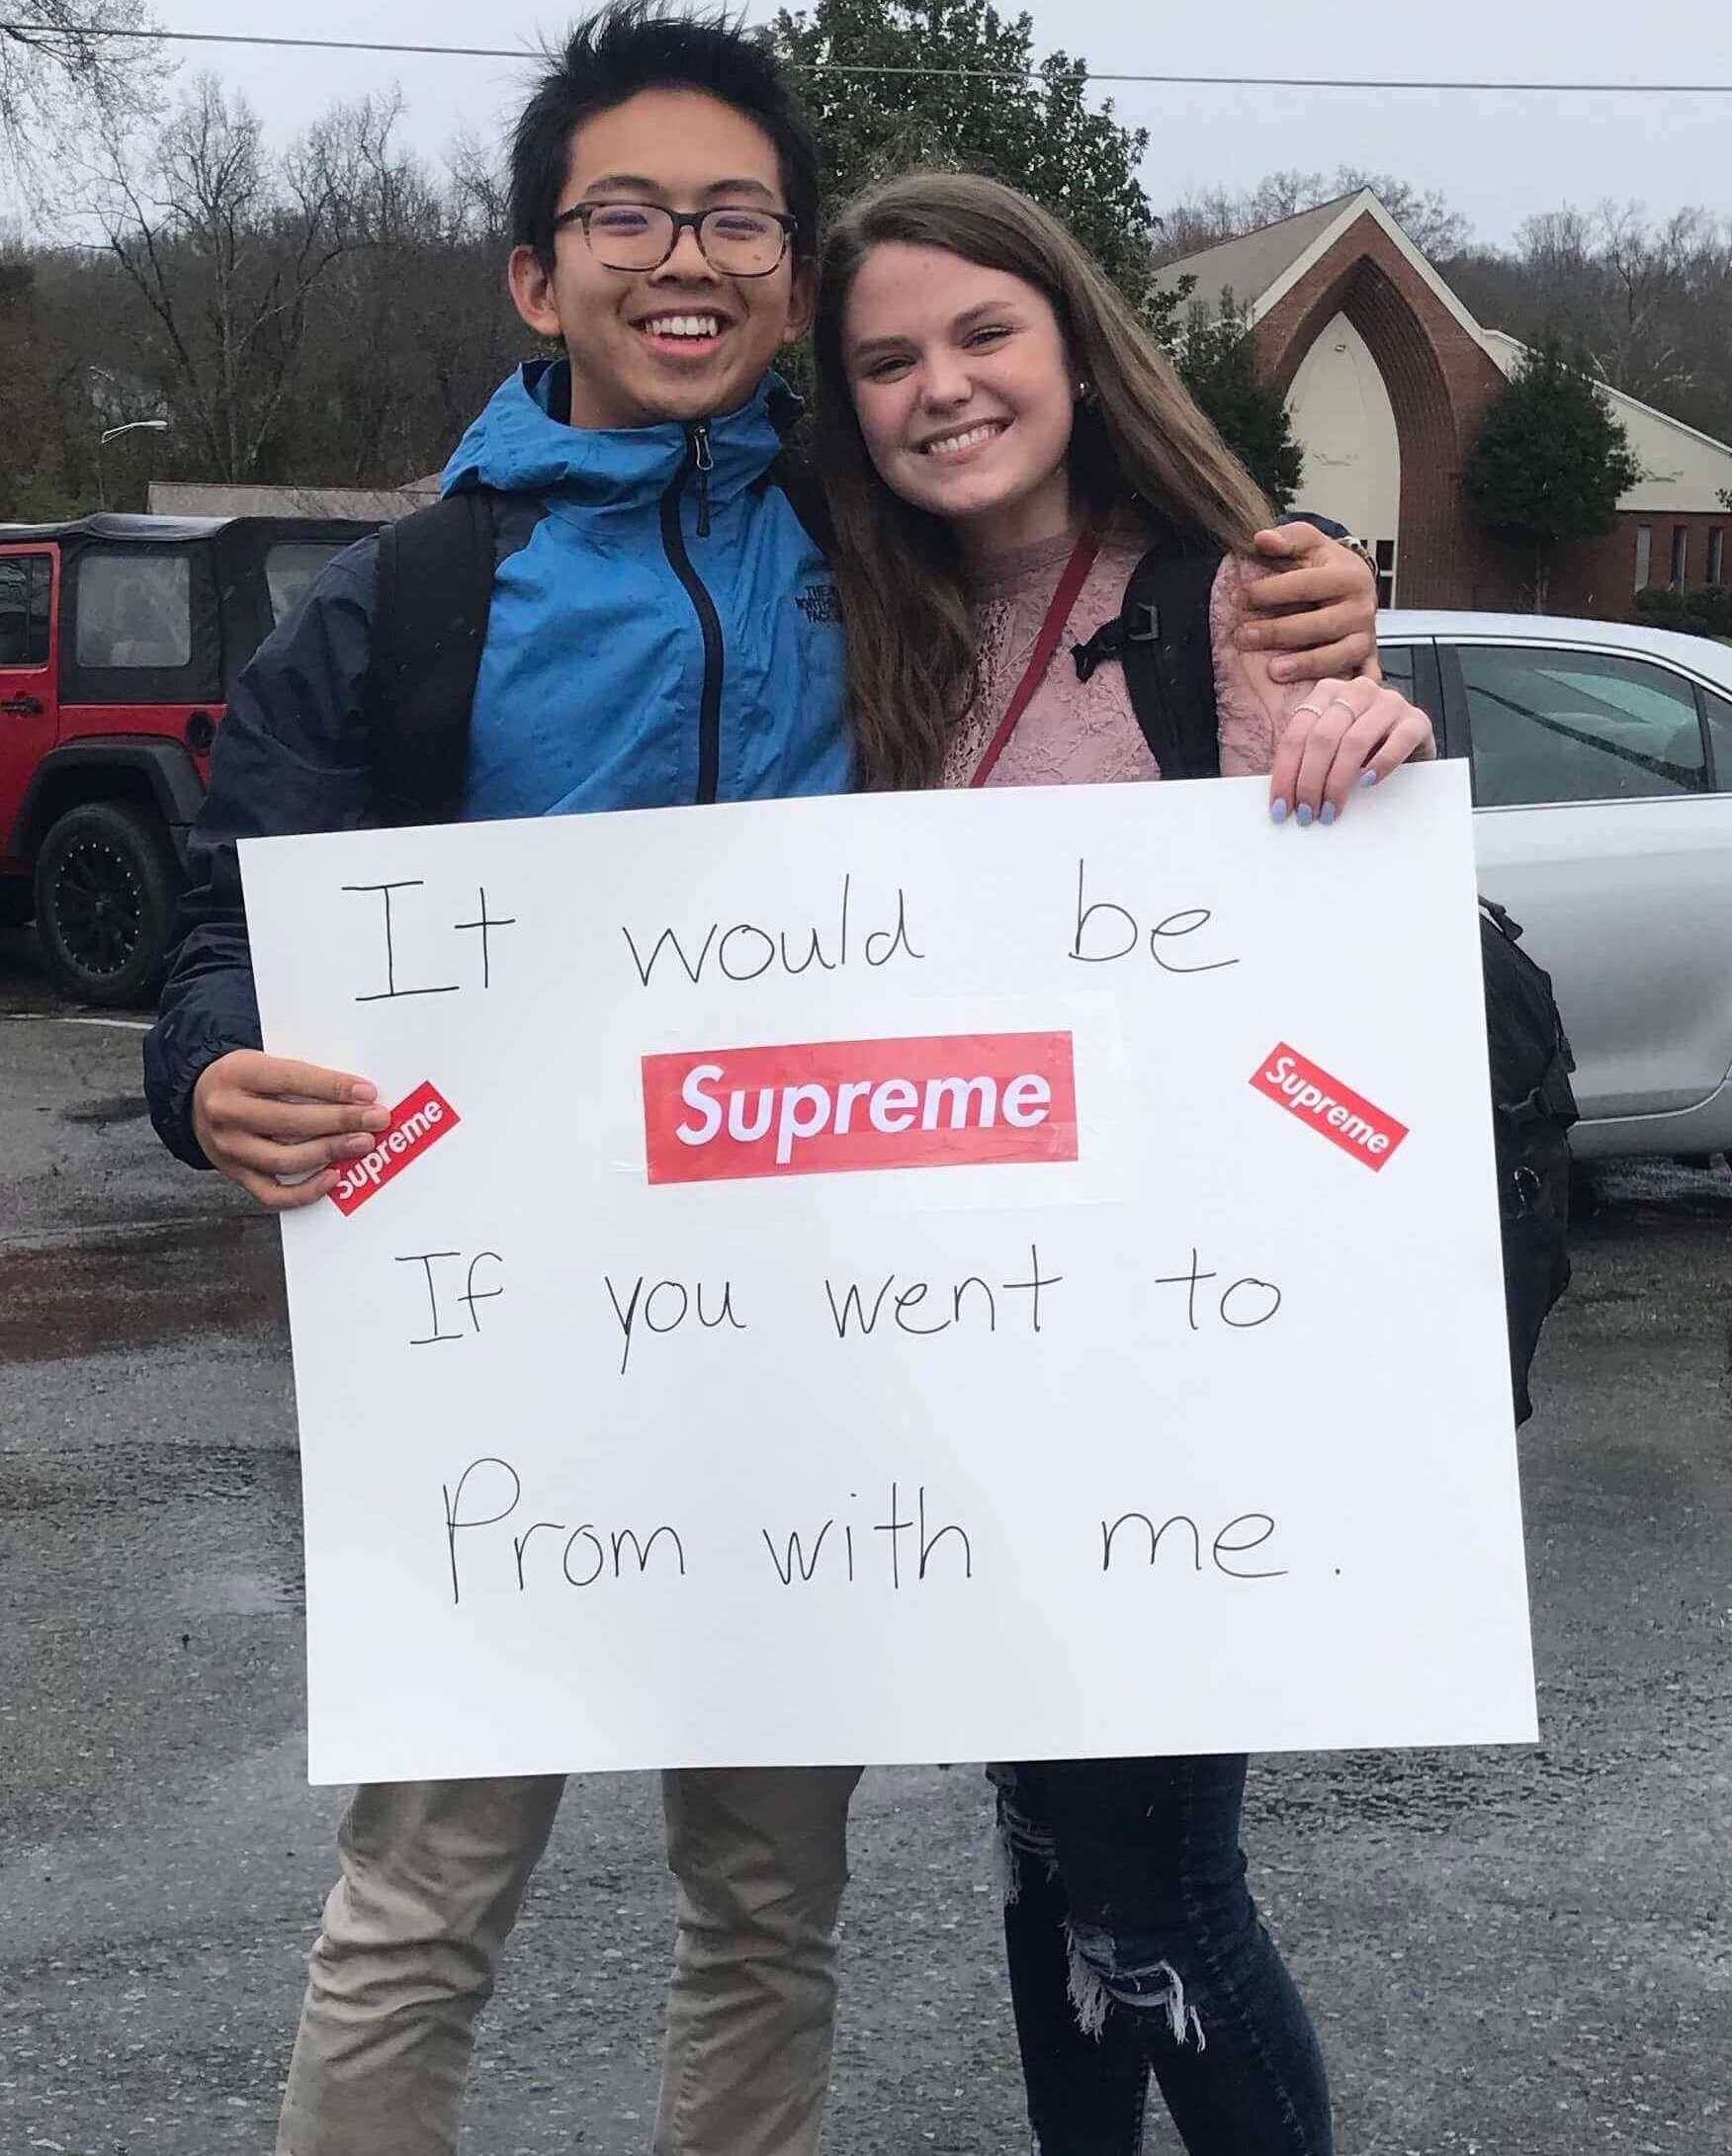 THE
NORTH
FACE
It would be
Supreme
Supreme
Supreme
If you went to
Prom with me.